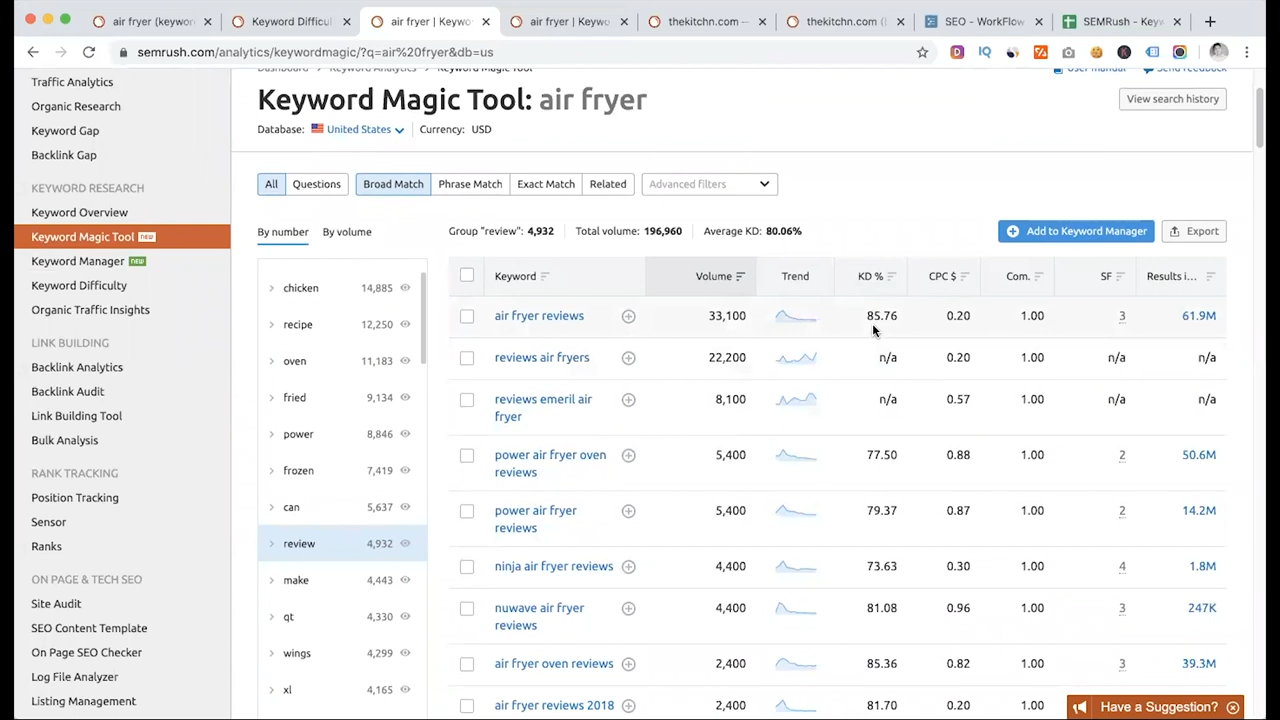 air fryer (keywor
Keyword Difficul
air fryer | Keywo
air fryer | Keywo
thekitchn.com —
thekitchn.com (
SEO - WorkFlow
SEMRush - Keyw
semrush.com/analytics/keywordmagic/?q=air%20fryer&db=us
Traffic Analytics
Organic Research
Keyword Gap
Backlink Gap
KEYWORD RESEARCH
Keyword Overview
Keyword Magic Tool new
Keyword Manager new
Keyword Difficulty
Organic Traffic Insights
LINK BUILDING
Backlink Analytics
Backlink Audit
Link Building Tool
Bulk Analysis
RANK TRACKING
Position Tracking
Sensor
Ranks
ON PAGE & TECH SEO
Site Audit
SEO Content Template
On Page SEO Checker
Log File Analyzer
Listing Management
Dashboard Keyword Analytics Keyword Magic Tool
User manual Send Feedback
Keyword Magic Tool: air fryer
View search history
Database: United States Currency: USD
All Questions Broad Match Phrase Match Exact Match Related Advanced filters
By number By volume
Group "review": 4,932 Total volume: 196,960 Average KD: 80.06%
Add to Keyword Manager Export
chicken 14,885
recipe 12,250
oven 11,183
fried 9,134
power 8,846
frozen 7,419
can 5,637
review 4,932
make 4,443
qt 4,330
wings 4,299
xl 4,165
Keyword Volume Trend KD % CPC $ Com. SF Results i...
air fryer reviews 33,100 85.76 0.20 1.00 3 61.9M
reviews air fryers 22,200 n/a 0.20 1.00 n/a n/a
reviews emeril air 8,100 n/a 0.57 1.00 n/a n/a
fryer
power air fryer oven 5,400 77.50 0.88 1.00 2 50.6M
reviews
power air fryer 5,400 79.37 0.87 1.00 2 14.2M
reviews
ninja air fryer reviews 4,400 73.63 0.30 1.00 4 1.8M
nuwave air fryer 4,400 81.08 0.96 1.00 3 247K
reviews
air fryer oven reviews 2,400 85.36 0.82 1.00 3 39.3M
air fryer reviews 2018 2,400 81.70 0.20 1.00
Have a Suggestion?